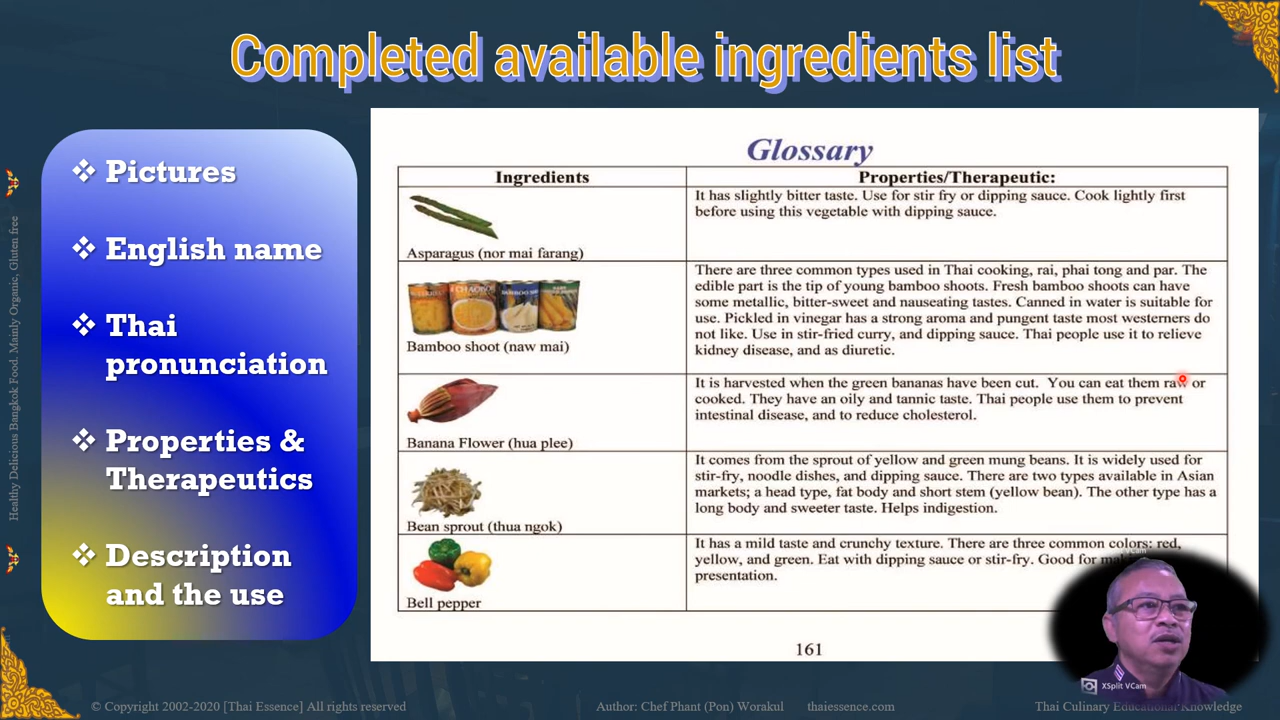 Completed available ingredients list
Pictures
English name
Thai
pronunciation
Properties &
Therapeutics
Description
and the use
Healthy Delicious Bangkok Food. Mainly Organic, Gluten free
Glossary
Ingredients
Properties/Therapeutic:
Asparagus (nor mai farang)
It has slightly bitter taste. Use for stir fry or dipping sauce. Cook lightly first
before using this vegetable with dipping sauce.
Bamboo shoot (naw mai)
There are three common types used in Thai cooking, rai, phai tong and par. The
edible part is the tip of young bamboo shoots. Fresh bamboo shoots can have
some metallic, bitter-sweet and nauseating tastes. Canned in water is suitable for
use. Pickled in vinegar has a strong aroma and pungent taste most westerners do
not like. Use in stir-fried curry, and dipping sauce. Thai people use it to relieve
kidney disease, and as diuretic.
Banana Flower (hua plee)
It is harvested when the green bananas have been cut. You can eat them raw or
cooked. They have an oily and tannic taste. Thai people use them to prevent
intestinal disease, and to reduce cholesterol.
Bean sprout (thua ngok)
It comes from the sprout of yellow and green mung beans. It is widely used for
stir-fry, noodle dishes, and dipping sauce. There are two types available in Asian
markets; a head type, fat body and short stem (yellow bean). The other type has a
long body and sweeter taste. Helps indigestion.
Bell pepper
It has a mild taste and crunchy texture. There are three common colors: red,
yellow, and green. Eat with dipping sauce or stir-fry. Good for
presentation.
161
XSplit VCam
© Copyright 2002-2020 [Thai Essence] All rights reserved
Author: Chef Phant (Pon) Worakul
thaiessence.com
Thai Culinary Educational Knowledge